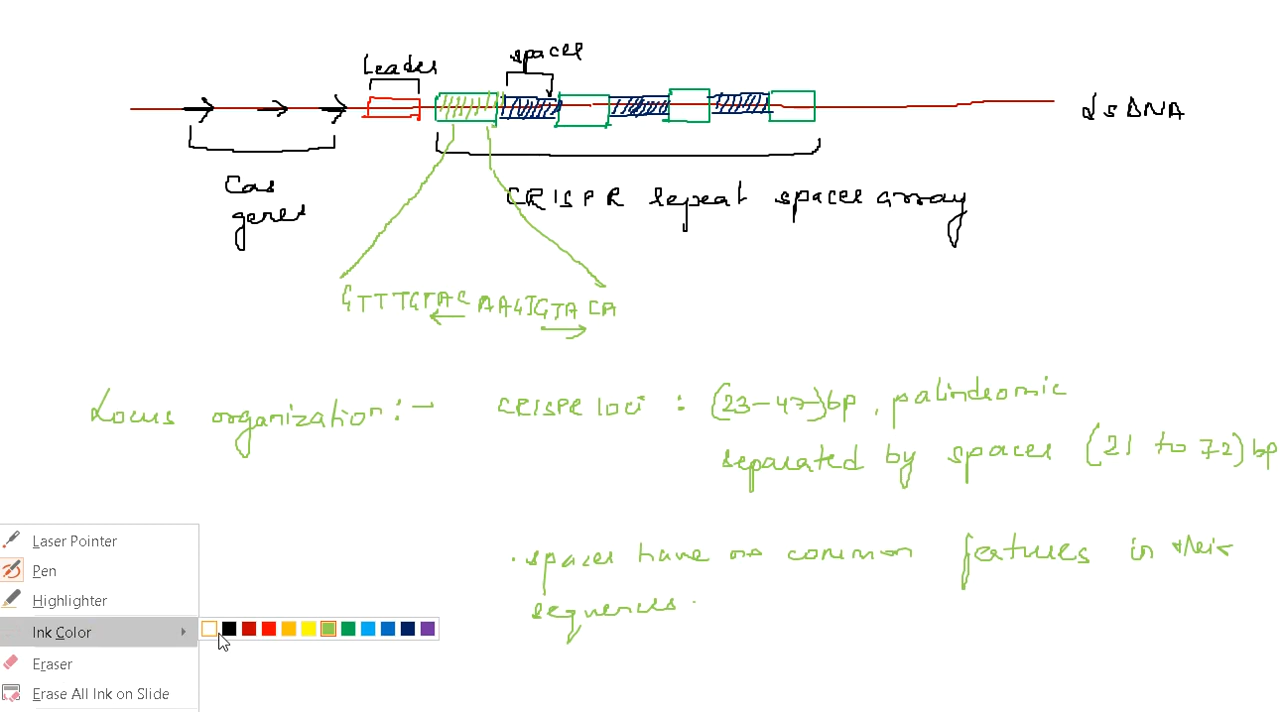 spacer
Leader
dsDNA
Cas
genes
CRISPR repeat spacer array
GTTTGTAC AAGTGTA CA
Locus organization:- CRISPR loci : (23-47)bp, palindromic
separated by spacer (21 to 72)bp
. spacer have no common features in their
sequences.
Laser Pointer
Pen
Highlighter
Ink Color
Eraser
Erase All Ink on Slide